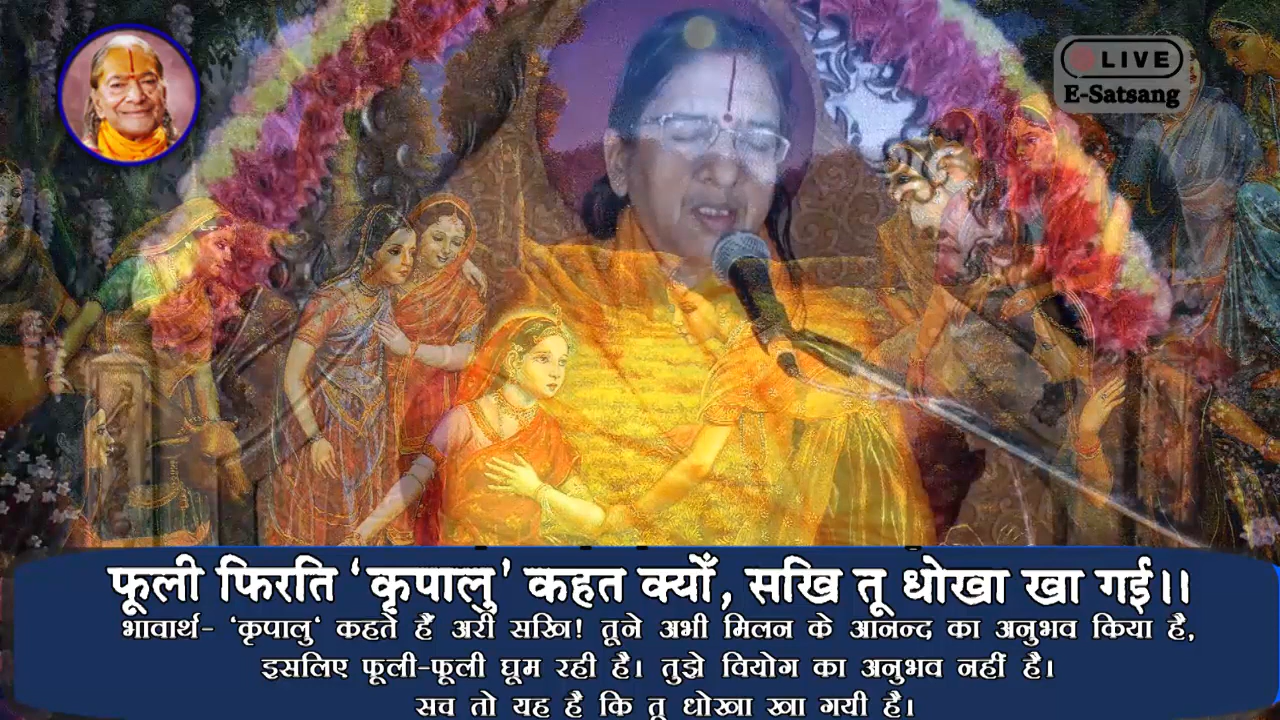 LIVE
E-Satsang
फूली फिरति ‘कृपालु’ कहत क्योँ, सखि तू धोखा खा गई।।
भावार्थ- ‘कृपालु‘ कहते हैं अरी सखि! तूने अभी मिलन के आनन्द का अनुभव किया है,
इसलिए फूली-फूली घूम रही है। तुझे वियोग का अनुभव नहीं है।
सच तो यह है कि तू धोखा खा गयी है।